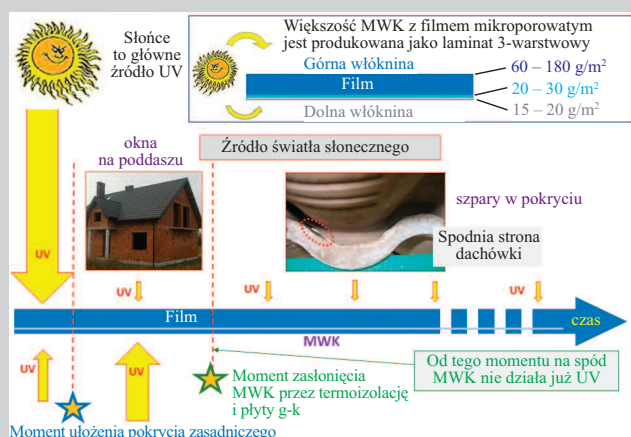 Słońce
to główne
źródło UV
Większość MWK z filmem mikroporowatym
jest produkowana jako laminat 3-warstwowy
Górna włóknina
60 – 180 g/m²
Film
20 – 30 g/m²
Dolna włóknina
15 – 20 g/m²
okna
na poddaszu
Źródło światła słonecznego
szpary w pokryciu
Spodnia strona
dachówki
UV
UV
UV
UV
Film
czas
MWK
UV
UV
Moment zasłonięcia
MWK przez termoizolację
i płyty g-k
Od tego momentu na spód
MWK nie działa już UV
Moment ułożenia pokrycia zasadniczego